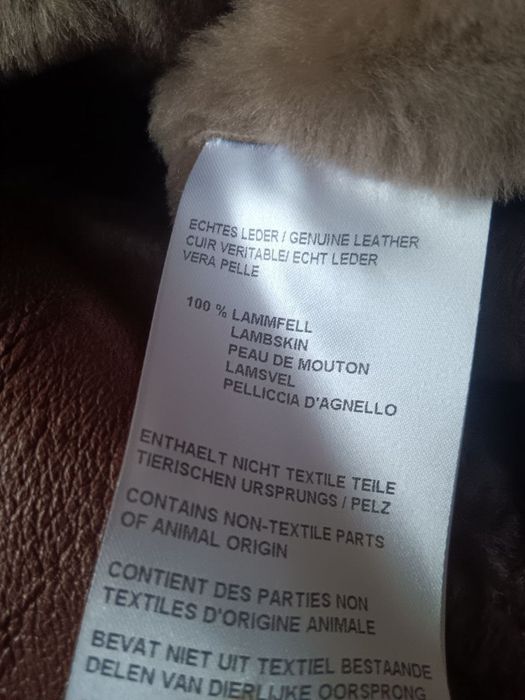 ECHTES LEDER / GENUINE LEATHER
CUIR VERITABLE/ ECHT LEDER
VERA PELLE
100 % LAMMFELL
LAMBSKIN
PEAU DE MOUTON
LAMSVEL
PELLICCIA D'AGNELLO
ENTHAELT NICHT TEXTILE TEILE
TIERISCHEN URSPRUNGS / PELZ
CONTAINS NON-TEXTILE PARTS
OF ANIMAL ORIGIN
CONTIENT DES PARTIES NON
TEXTILES D'ORIGINE ANIMALE
BEVAT NIET UIT TEXTIEL BESTAANDE
DELEN VAN DIERLIJKE OORSPRONG